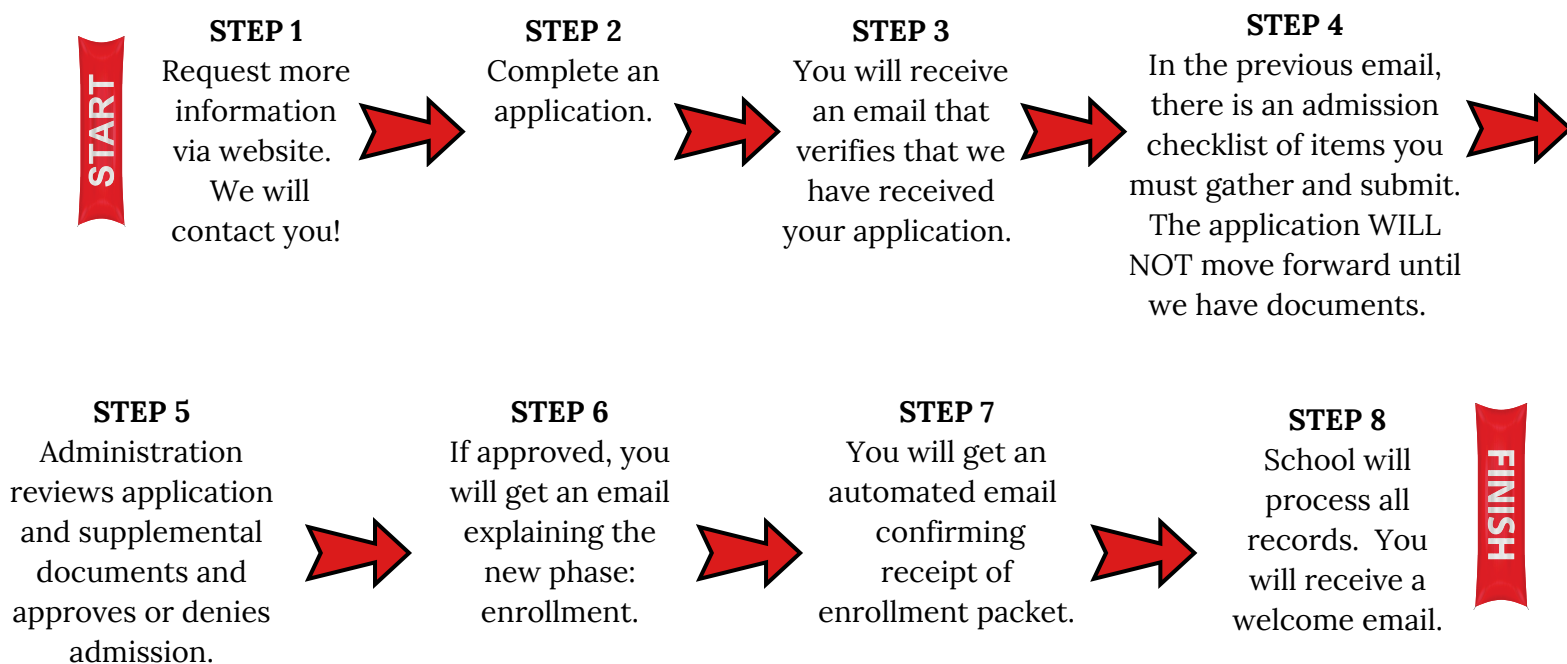 START
STEP 1
Request more
information
via website.
We will
contact you!
STEP 2
Complete an
application.
STEP 3
You will receive
an email that
verifies that we
have received
your application.
STEP 4
In the previous email,
there is an admission
checklist of items you
must gather and submit.
The application WILL
NOT move forward until
we have documents.
STEP 5
Administration
reviews application
and supplemental
documents and
approves or denies
admission.
STEP 6
If approved, you
will get an email
explaining the
new phase:
enrollment.
STEP 7
You will get an
automated email
confirming
receipt of
enrollment packet.
STEP 8
School will
process all
records.  You
will receive a
welcome email.
FINISH